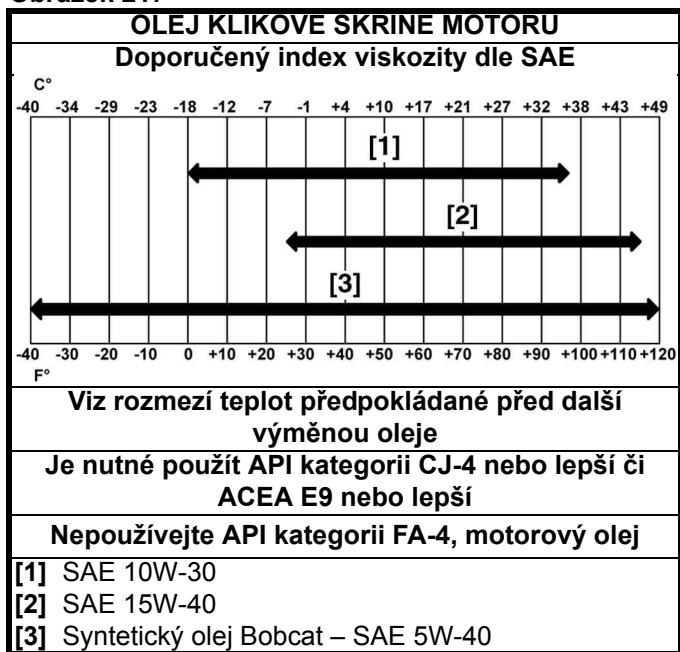 OLEJ KLIKOVÉ SKŘÍNĚ MOTORU
Doporučený index viskozity dle SAE
C°
-40 -34 -29 -23 -18 -12 -7 -1 +4 +10 +17 +21 +27 +32 +38 +43 +49
[1]
[2]
[3]
-40 -30 -20 -10 0 +10 +20 +30 +40 +50 +60 +70 +80 +90 +100 +110 +120
F°
Viz rozmezí teplot předpokládané před další
výměnou oleje
Je nutné použít API kategorii CJ-4 nebo lepší či
ACEA E9 nebo lepší
Nepoužívejte API kategorii FA-4, motorový olej
[1] SAE 10W-30
[2] SAE 15W-40
[3] Syntetický olej Bobcat – SAE 5W-40